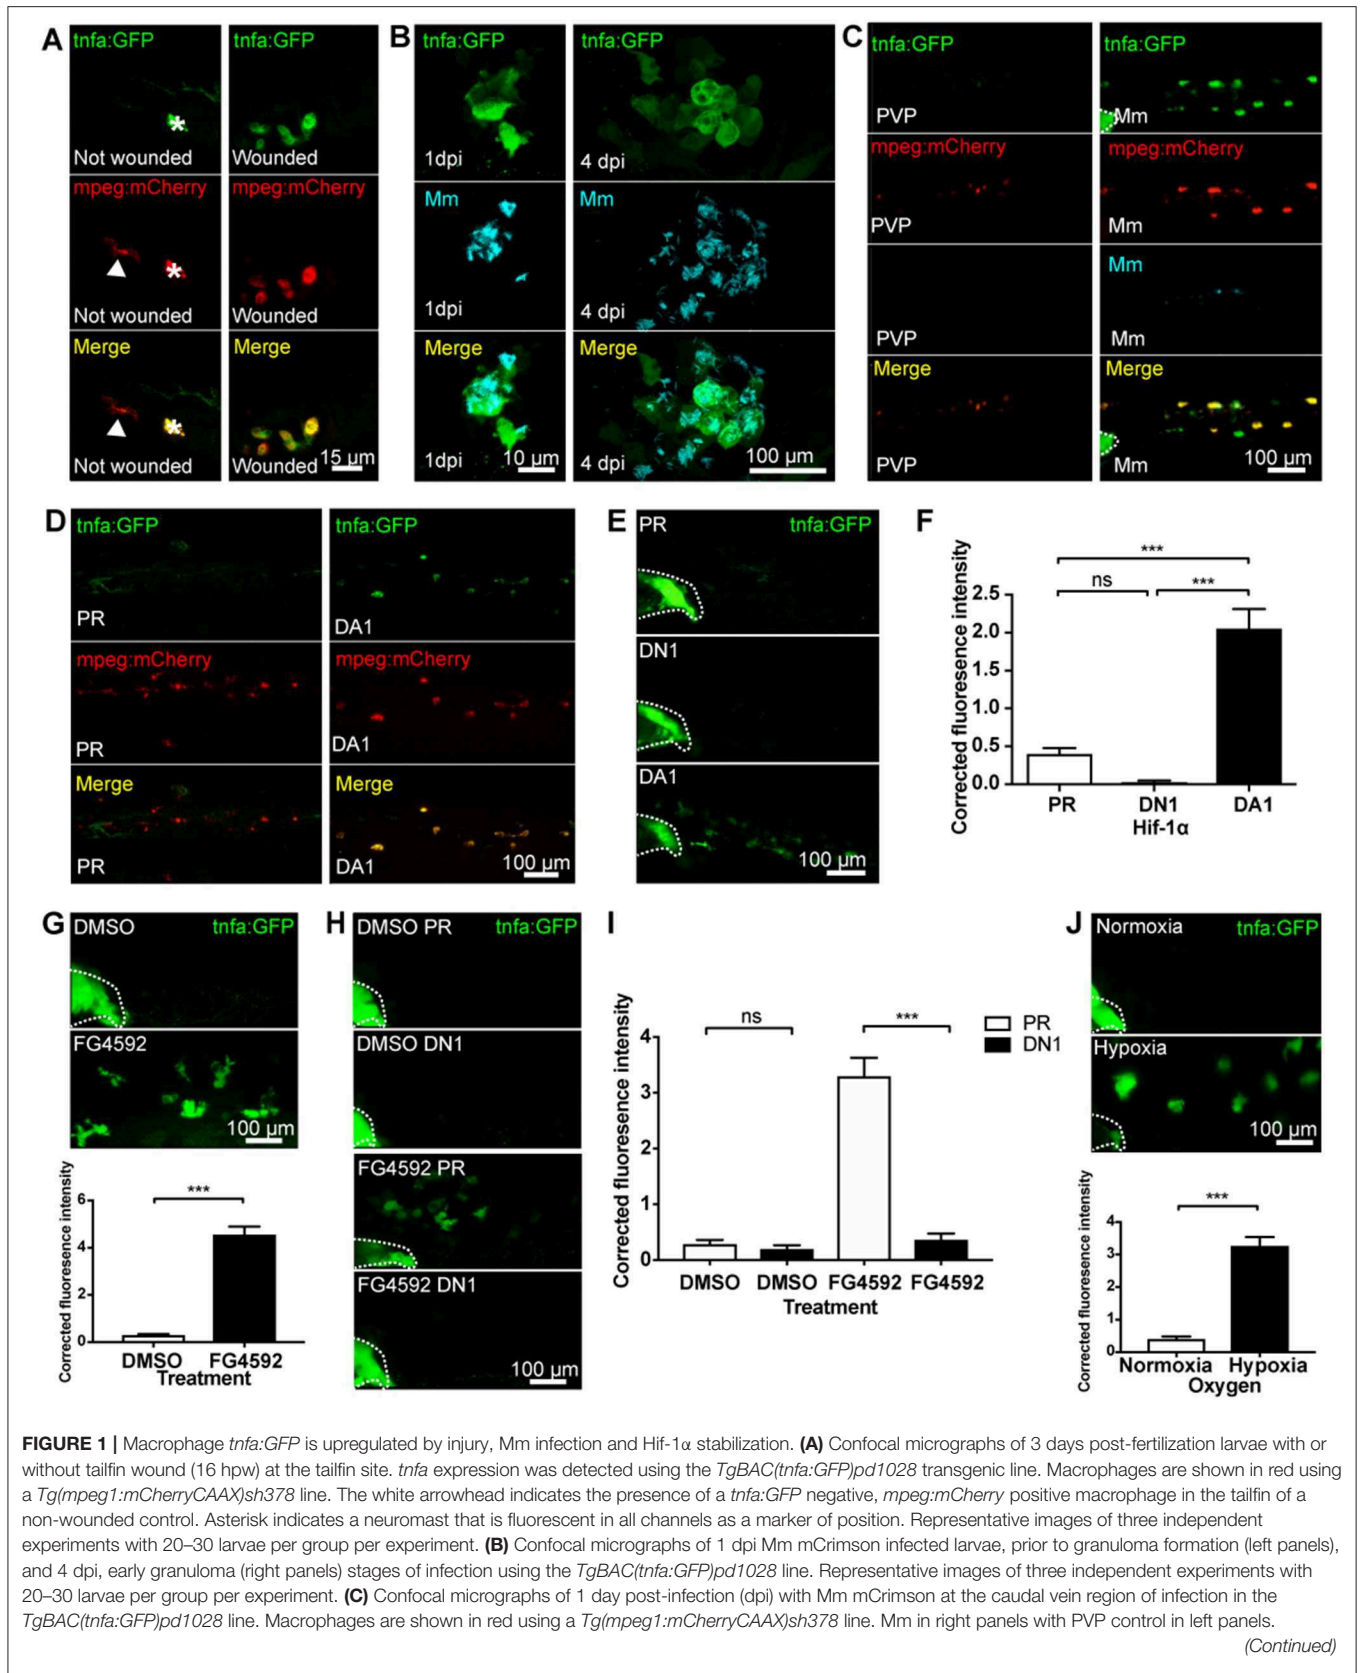 A
tnfa:GFP
tnfa:GFP
*
Not wounded
Wounded
mpeg:mCherry
*
Not wounded
Wounded
Merge
Merge
*
Not wounded
Wounded
15 µm
B
tnfa:GFP
tnfa:GFP
1dpi
4 dpi
Mm
Mm
1dpi
4 dpi
Merge
Merge
1dpi
10 µm
4 dpi
100 µm
C
tnfa:GFP
tnfa:GFP
PVP
Mm
mpeg:mCherry
mpeg:mCherry
PVP
Mm
Mm
PVP
Mm
Merge
Merge
PVP
Mm
100 µm
D
tnfa:GFP
tnfa:GFP
PR
DA1
mpeg:mCherry
mpeg:mCherry
PR
DA1
Merge
Merge
PR
DA1
100 µm
E
PR
tnfa:GFP
DN1
DA1
100 µm
F
Corrected fluorescence intensity
***
ns
***
2.5
2.0
1.5
1.0
0.5
0.0
PR
DN1
DA1
Hif-1α
G
DMSO
tnfa:GFP
FG4592
100 µm
Corrected fluorescence intensity
***
6
4
2
0
DMSO
FG4592
Treatment
H
DMSO PR
tnfa:GFP
DMSO DN1
FG4592 PR
FG4592 DN1
100 µm
I
Corrected fluoresence intensity
ns
***
PR
DN1
4
3
2
1
0
DMSO
DMSO
FG4592
FG4592
Treatment
J
Normoxia
tnfa:GFP
Hypoxia
100 µm
Corrected fluorescence intensity
***
4
3
2
1
0
Normoxia
Hypoxia
Oxygen
FIGURE 1 | Macrophage tnfa:GFP is upregulated by injury, Mm infection and Hif-1α stabilization. (A) Confocal micrographs of 3 days post-fertilization larvae with or
without tailfin wound (16 hpw) at the tailfin site. tnfa expression was detected using the TgBAC(tnfa:GFP)pd1028 transgenic line. Macrophages are shown in red using
a Tg(mpeg1:mCherryCAAX)sh378 line. The white arrowhead indicates the presence of a tnfa:GFP negative, mpeg:mCherry positive macrophage in the tailfin of a
non-wounded control. Asterisk indicates a neuromast that is fluorescent in all channels as a marker of position. Representative images of three independent
experiments with 20–30 larvae per group per experiment. (B) Confocal micrographs of 1 dpi Mm mCrimson infected larvae, prior to granuloma formation (left panels),
and 4 dpi, early granuloma (right panels) stages of infection using the TgBAC(tnfa:GFP)pd1028 line. Representative images of three independent experiments with
20–30 larvae per group per experiment. (C) Confocal micrographs of 1 day post-infection (dpi) with Mm mCrimson at the caudal vein region of infection in the
TgBAC(tnfa:GFP)pd1028 line. Macrophages are shown in red using a Tg(mpeg1:mCherryCAAX)sh378 line. Mm in right panels with PVP control in left panels.
(Continued)